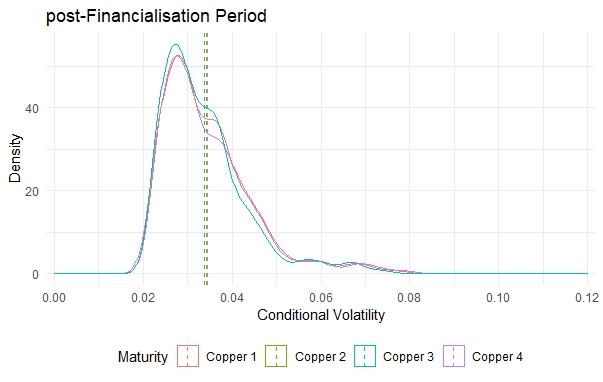 post-Financialisation Period
Density
40
20
0
0.00 0.02 0.04 0.06 0.08 0.10 0.12
Conditional Volatility
Maturity Copper 1 Copper 2 Copper 3 Copper 4